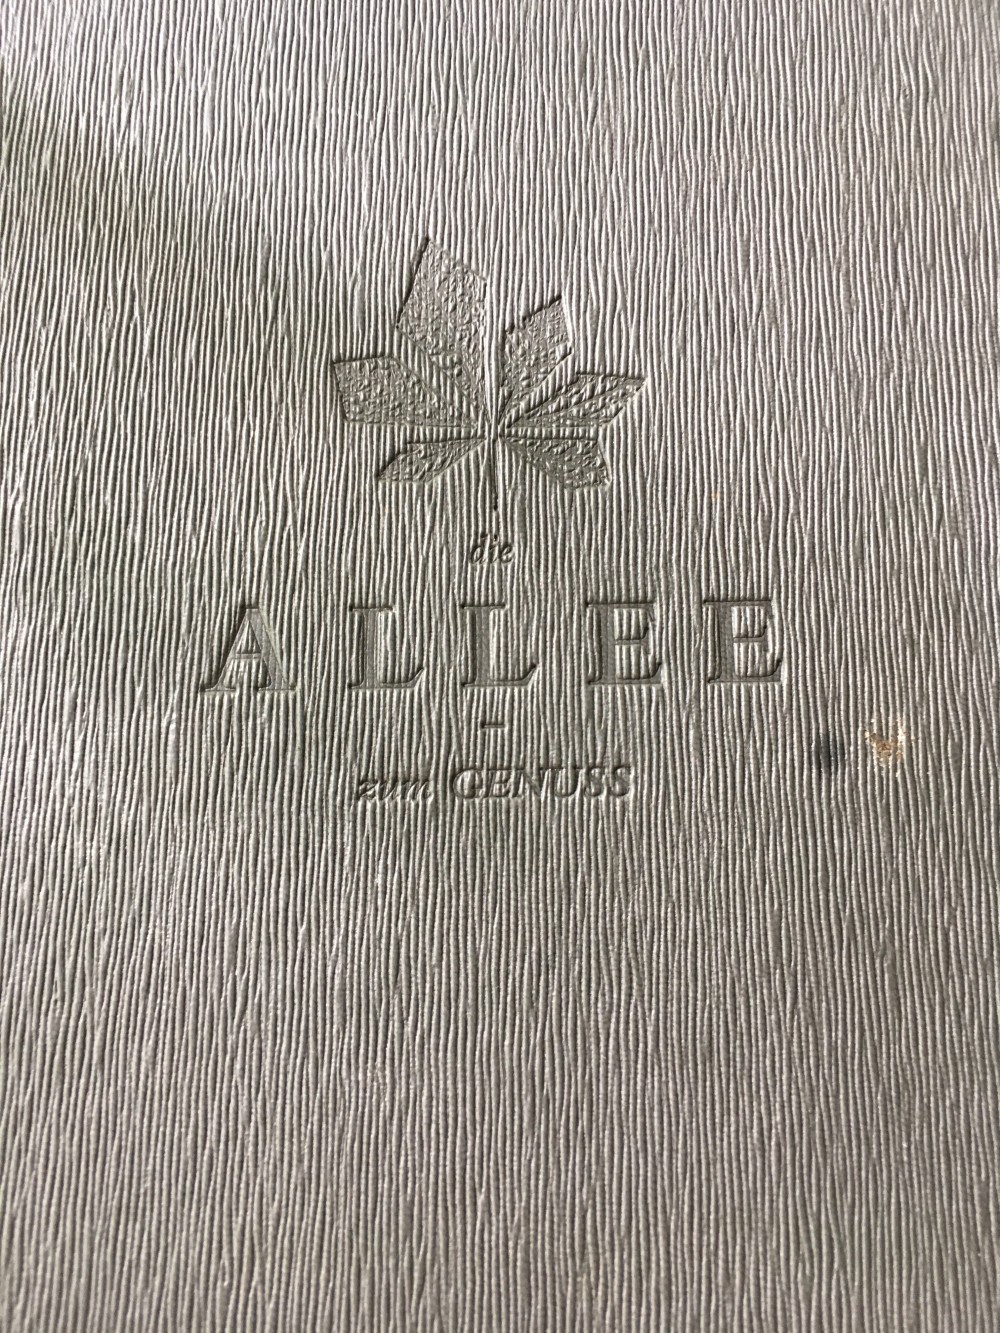 die
ALLEE
-
zum GENUSS